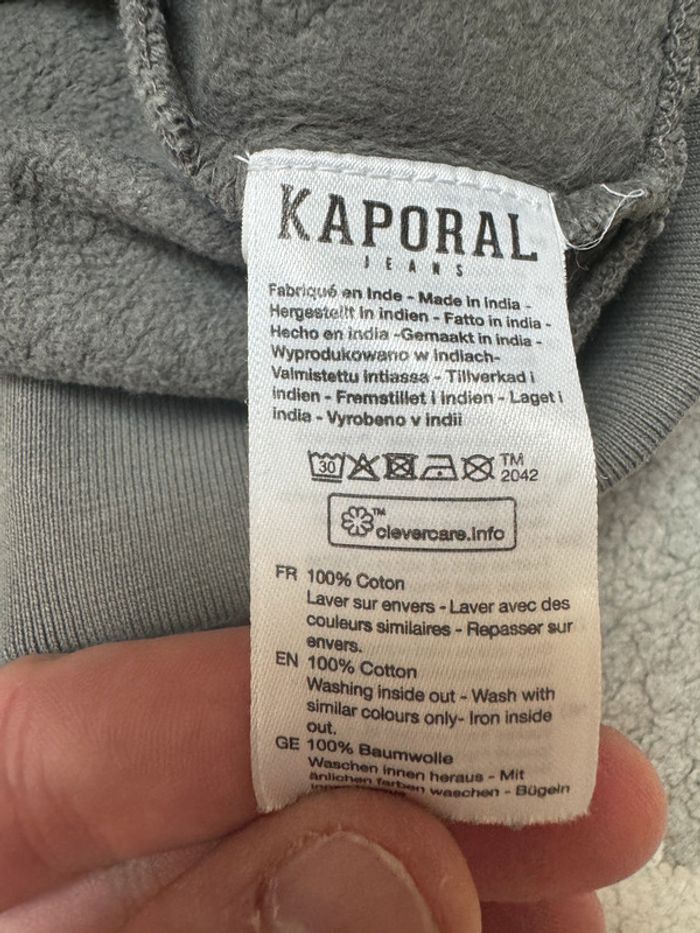 KAPORAL
JEANS
Fabriqué en Inde - Made in india -
Hergestellt in indien - Fatto in india -
Hecho en india -Gemaakt in india -
Wyprodukowano w Indiach-
Valmistettu intiassa - Tillverkad i
indien - Fremstillet i Indien - Laget i
india - Vyrobeno v indii
30 TM
2042
TM
clevercare.info
FR 100% Coton
Laver sur envers - Laver avec des
couleurs similaires - Repasser sur
envers.
EN 100% Cotton
Washing inside out - Wash with
similar colours only- Iron inside
out.
GE 100% Baumwolle
Waschen innen heraus - Mit
änlichen farben waschen - Bügeln